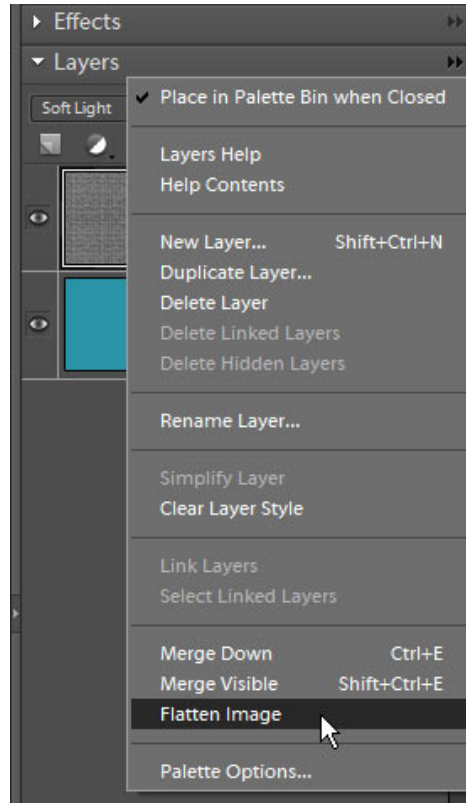 Effects
Layers
Soft Light
Place in Palette Bin when Closed
Layers Help
Help Contents
New Layer... Shift+Ctrl+N
Duplicate Layer...
Delete Layer
Delete Linked Layers
Delete Hidden Layers
Rename Layer...
Simplify Layer
Clear Layer Style
Link Layers
Select Linked Layers
Merge Down Ctrl+E
Merge Visible Shift+Ctrl+E
Flatten Image
Palette Options...